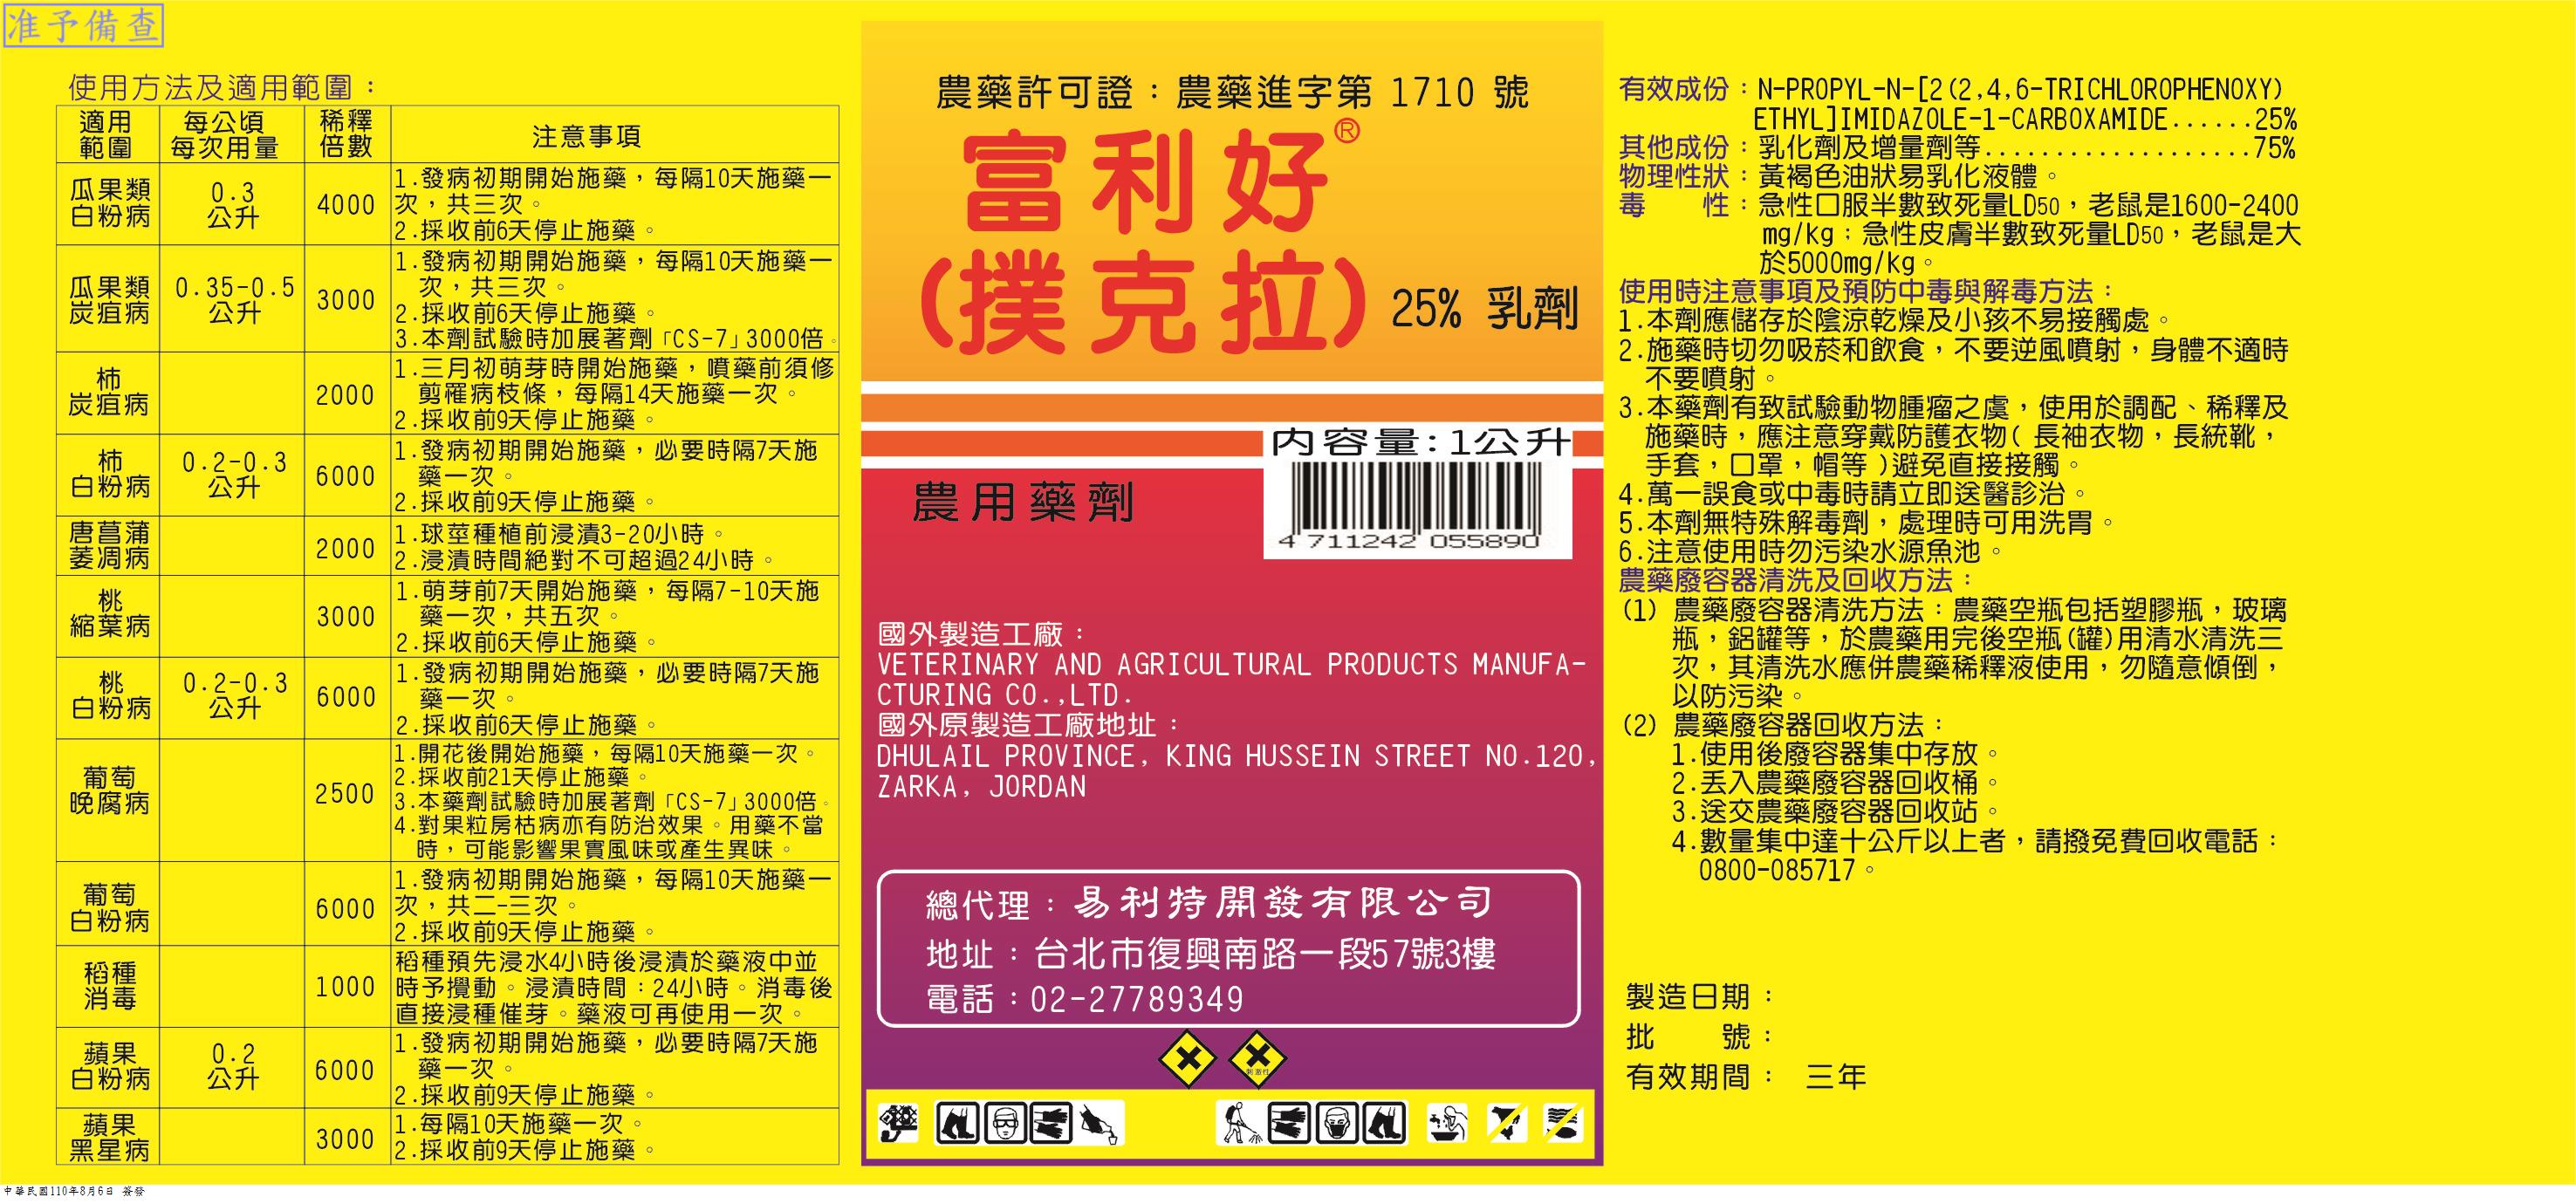 准予備查
使用方法及適用範圍：
適用範圍 每公頃每次用量 稀釋倍數 注意事項
瓜果類白粉病 0.3公升 4000
1.發病初期開始施藥，每隔10天施藥一
次，共三次。
2.採收前6天停止施藥。
瓜果類炭疽病 0.35-0.5公升 3000
1.發病初期開始施藥，每隔10天施藥一
次，共三次。
2.採收前6天停止施藥。
3.本劑試驗時加展著劑「CS-7」3000倍。
柿炭疽病 2000
1.三月初萌芽時開始施藥，噴藥前須修
剪罹病枝條，每隔14天施藥一次。
2.採收前9天停止施藥。
柿白粉病 0.2-0.3公升 6000
1.發病初期開始施藥，必要時隔7天施
藥一次。
2.採收前9天停止施藥。
唐菖蒲萎凋病 2000
1.球莖種植前浸漬3-20小時。
2.浸漬時間絕對不可超過24小時。
桃縮葉病 3000
1.萌芽前7天開始施藥，每隔7-10天施
藥一次，共五次。
2.採收前6天停止施藥。
桃白粉病 0.2-0.3公升 6000
1.發病初期開始施藥，必要時隔7天施
藥一次。
2.採收前6天停止施藥。
葡萄晚腐病 2500
1.開花後開始施藥，每隔10天施藥一次。
2.採收前21天停止施藥。
3.本藥劑試驗時加展著劑「CS-7」3000倍。
4.對果粒房枯病亦有防治效果。用藥不當
時，可能影響果實風味或產生異味。
葡萄白粉病 6000
1.發病初期開始施藥，每隔10天施藥一
次，共二-三次。
2.採收前9天停止施藥。
稻種消毒 1000
稻種預先浸水4小時後浸漬於藥液中並
時予攪動。浸漬時間：24小時。消毒後
直接浸種催芽。藥液可再使用一次。
蘋果白粉病 0.2公升 6000
1.發病初期開始施藥，必要時隔7天施
藥一次。
2.採收前9天停止施藥。
蘋果黑星病 3000
1.每隔10天施藥一次。
2.採收前9天停止施藥。
中華民國110年8月6日 簽發
農藥許可證：農藥進字第 1710 號
富利好®
(撲克拉) 25% 乳劑
內容量:1公升
4 711242 055890
農用藥劑
國外製造工廠：
VETERINARY AND AGRICULTURAL PRODUCTS MANUFA-
CTURING CO.,LTD.
國外原製造工廠地址：
DHULAIL PROVINCE, KING HUSSEIN STREET NO.120,
ZARKA, JORDAN
總代理：易利特開發有限公司
地址：台北市復興南路一段57號3樓
電話：02-27789349
刺激性
有效成份：N-PROPYL-N-[2(2,4,6-TRICHLOROPHENOXY)
ETHYL]IMIDAZOLE-1-CARBOXAMIDE......25%
其他成份：乳化劑及增量劑等...................75%
物理性狀：黃褐色油狀易乳化液體。
毒 性：急性口服半數致死量LD50，老鼠是1600-2400
mg/kg；急性皮膚半數致死量LD50，老鼠是大
於5000mg/kg。
使用時注意事項及預防中毒與解毒方法：
1.本劑應儲存於陰涼乾燥及小孩不易接觸處。
2.施藥時切勿吸菸和飲食，不要逆風噴射，身體不適時
不要噴射。
3.本藥劑有致試驗動物腫瘤之虞，使用於調配、稀釋及
施藥時，應注意穿戴防護衣物(長袖衣物，長統靴，
手套，口罩，帽等)避免直接接觸。
4.萬一誤食或中毒時請立即送醫診治。
5.本劑無特殊解毒劑，處理時可用洗胃。
6.注意使用時勿污染水源魚池。
農藥廢容器清洗及回收方法：
(1) 農藥廢容器清洗方法：農藥空瓶包括塑膠瓶，玻璃
瓶，鋁罐等，於農藥用完後空瓶(罐)用清水清洗三
次，其清洗水應併農藥稀釋液使用，勿隨意傾倒，
以防污染。
(2) 農藥廢容器回收方法：
1.使用後廢容器集中存放。
2.丟入農藥廢容器回收桶。
3.送交農藥廢容器回收站。
4.數量集中達十公斤以上者，請撥免費回收電話：
0800-085717。
製造日期：
批 號：
有效期間： 三年